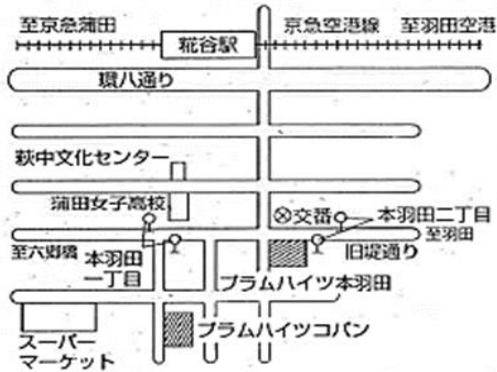 至京急蒲田
糀谷駅
京急空港線
至羽田空港
環八通り
萩中文化センター
蒲田女子高校
交番
本羽田二丁目
至羽田
至六郷橋
本羽田
一丁目
旧堤通り
プラムハイツ本羽田
プラムハイツコバン
スーパー
マーケット